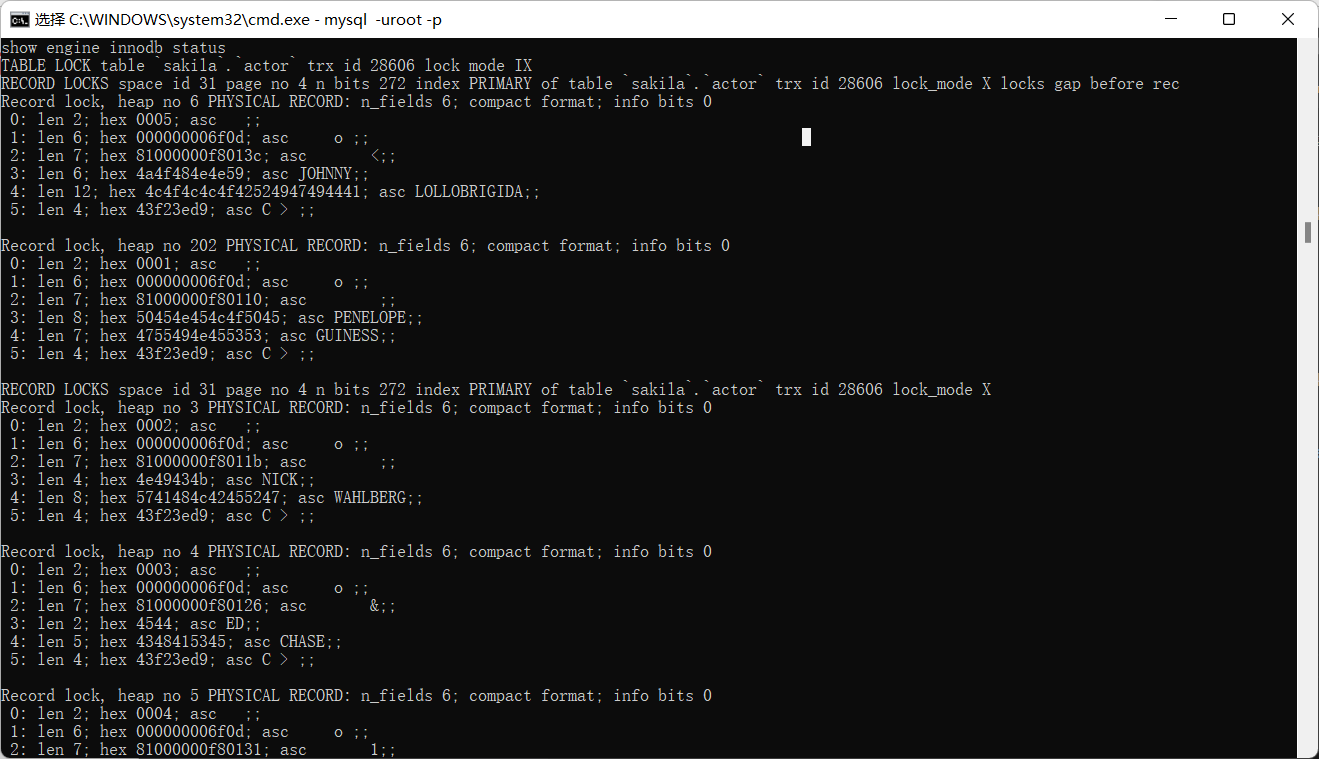 选择 C:\WINDOWS\system32\cmd.exe - mysql -uroot -p
show engine innodb status
TABLE LOCK table `sakila`.`actor` trx id 28606 lock mode IX
RECORD LOCKS space id 31 page no 4 n bits 272 index PRIMARY of table `sakila`.`actor` trx id 28606 lock_mode X locks gap before rec
Record lock, heap no 6 PHYSICAL RECORD: n_fields 6; compact format; info bits 0
 0: len 2; hex 0005; asc   ;;
 1: len 6; hex 000000006f0d; asc     o ;;
 2: len 7; hex 81000000f8013c; asc       <;;
 3: len 6; hex 4a4f484e4e59; asc JOHNNY;;
 4: len 12; hex 4c4f4c4c4f42524947494441; asc LOLLOBRIGIDA;;
 5: len 4; hex 43f23ed9; asc C > ;;

Record lock, heap no 202 PHYSICAL RECORD: n_fields 6; compact format; info bits 0
 0: len 2; hex 0001; asc   ;;
 1: len 6; hex 000000006f0d; asc     o ;;
 2: len 7; hex 81000000f80110; asc        ;;
 3: len 8; hex 50454e454c4f5045; asc PENELOPE;;
 4: len 7; hex 4755494e455353; asc GUINESS;;
 5: len 4; hex 43f23ed9; asc C > ;;

RECORD LOCKS space id 31 page no 4 n bits 272 index PRIMARY of table `sakila`.`actor` trx id 28606 lock_mode X
Record lock, heap no 3 PHYSICAL RECORD: n_fields 6; compact format; info bits 0
 0: len 2; hex 0002; asc   ;;
 1: len 6; hex 000000006f0d; asc     o ;;
 2: len 7; hex 81000000f8011b; asc        ;;
 3: len 4; hex 4e49434b; asc NICK;;
 4: len 8; hex 5741484c42455247; asc WAHLBERG;;
 5: len 4; hex 43f23ed9; asc C > ;;

Record lock, heap no 4 PHYSICAL RECORD: n_fields 6; compact format; info bits 0
 0: len 2; hex 0003; asc   ;;
 1: len 6; hex 000000006f0d; asc     o ;;
 2: len 7; hex 81000000f80126; asc       &;;
 3: len 2; hex 4544; asc ED;;
 4: len 5; hex 4348415345; asc CHASE;;
 5: len 4; hex 43f23ed9; asc C > ;;

Record lock, heap no 5 PHYSICAL RECORD: n_fields 6; compact format; info bits 0
 0: len 2; hex 0004; asc   ;;
 1: len 6; hex 000000006f0d; asc     o ;;
 2: len 7; hex 81000000f80131; asc       1;;